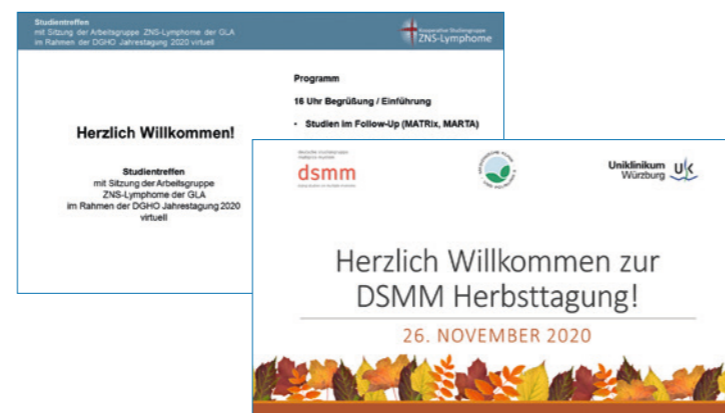 Studientreffen
mit Sitzung der Arbeitsgruppe ZNS-Lymphome der GLA
im Rahmen der DGHO Jahrestagung 2020 virtuell
Kooperative Studiengruppe
ZNS-Lymphome
Herzlich Willkommen!
Studientreffen
mit Sitzung der Arbeitsgruppe
ZNS-Lymphome der GLA
im Rahmen der DGHO Jahrestagung 2020
virtuell
Programm
16 Uhr Begrüßung / Einführung
• Studien im Follow-Up (MATRix, MARTA)
dsmm
Uniklinikum
Würzburg
Herzlich Willkommen zur
DSMM Herbsttagung!
26. NOVEMBER 2020